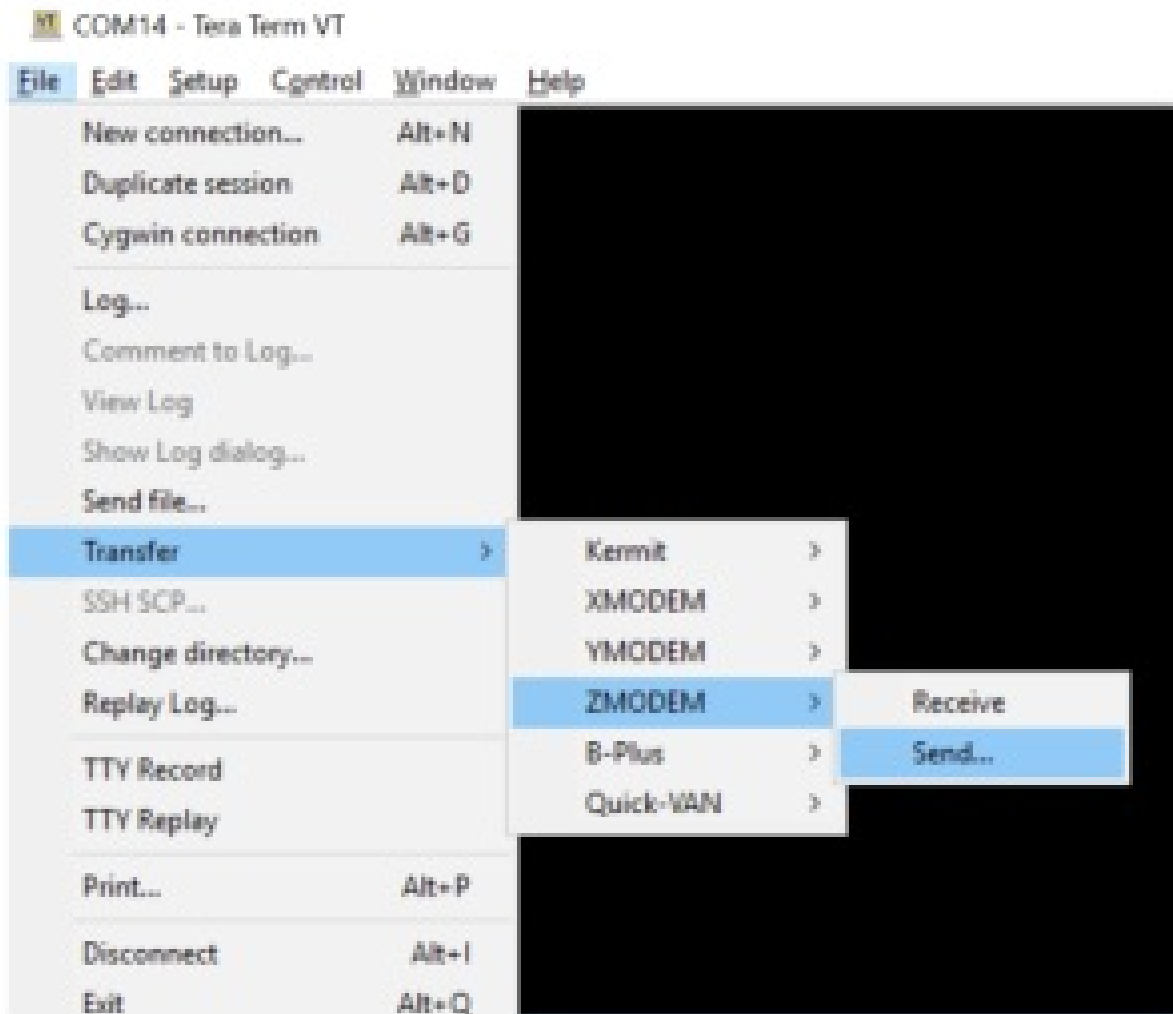 COM14 - Tera Term VT
File Edit Setup Control Window Help
New connection... Alt+N
Duplicate session Alt+D
Cygwin connection Alt+G
Log...
Comment to Log...
View Log
Show Log dialog...
Send file...
Transfer >
SSH SCP...
Change directory...
Replay Log...
TTY Record
TTY Replay
Print... Alt+P
Disconnect Alt+I
Exit Alt+Q
Kermit >
XMODEM >
YMODEM >
ZMODEM >
B-Plus >
Quick-VAN >
Receive
Send...